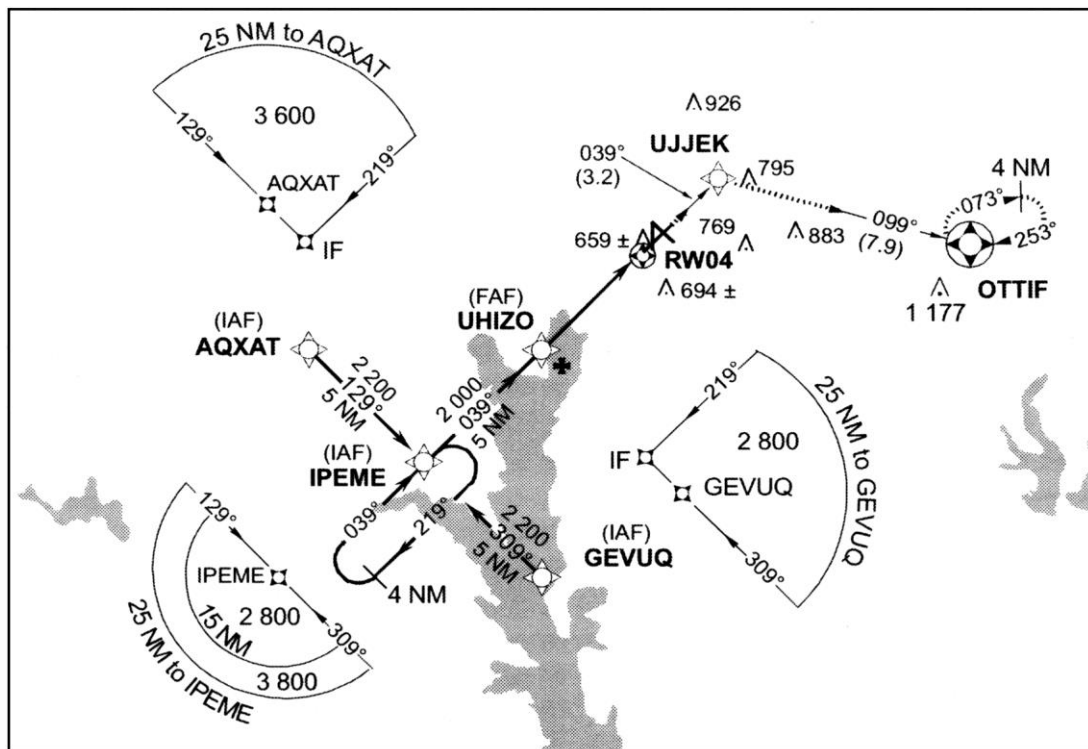 25 NM to AQXAT
3 600
129°
219°
AQXAT
IF
926
UJJEK
039°
(3.2)
795
4 NM
073°
099°
(7.9)
253°
769
883
659 ±
RW04
694 ±
OTTIF
1 177
(FAF)
UHIZO
(IAF)
AQXAT
2 200
129°
5 NM
2 000
039°
5 NM
(IAF)
IPEME
039°
219°
4 NM
2 200
309°
5 NM
(IAF)
GEVUQ
219°
25 NM to GEVUQ
2 800
IF
GEVUQ
309°
129°
IPEME
2 800
15 NM
309°
3 800
25 NM to IPEME